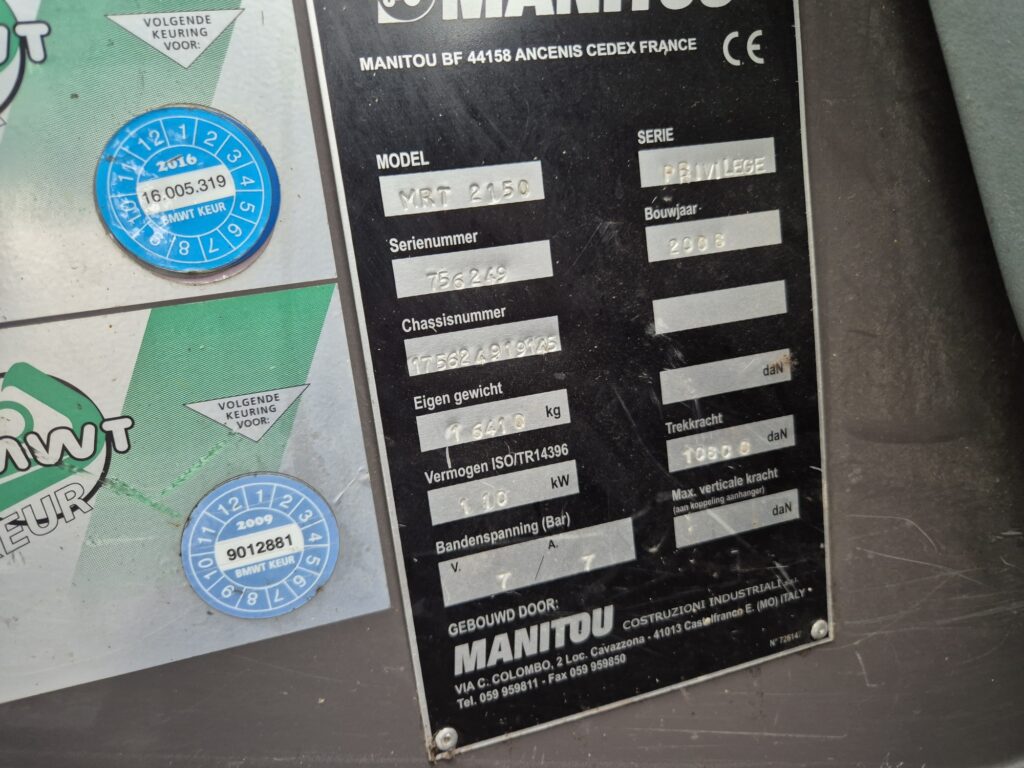 VOLGENDE
KEURING
VOOR:
12 1 2 3 4 5 6 7 8 9 10 11
2016
16.005.319
BMWT KEUR
VOLGENDE
KEURING
VOOR:
MWT
KEUR
12 1 2 3 4 5 6 7 8 9 10 11
2009
9012881
BMWT KEUR
MANITOU
MANITOU BF 44158 ANCENIS CEDEX FRANCE
CE
MODEL
MRT 2150
SERIE
PRIVILEGE
Serienummer
756249
Bouwjaar
2008
Chassisnummer
Eigen gewicht
kg
daN
Vermogen ISO/TR14396
110 kW
Trekkracht
daN
Bandenspanning (Bar)
V. 7 / A. 7
Max. verticale kracht
(aan koppeling aanhanger)
daN
GEBOUWD DOOR:
MANITOU COSTRUZIONI INDUSTRIALI
VIA C. COLOMBO, 2 Loc. Cavazzona - 41013 Castelfranco E. (MO) ITALY
Tel. 059 959811 - Fax 059 959850